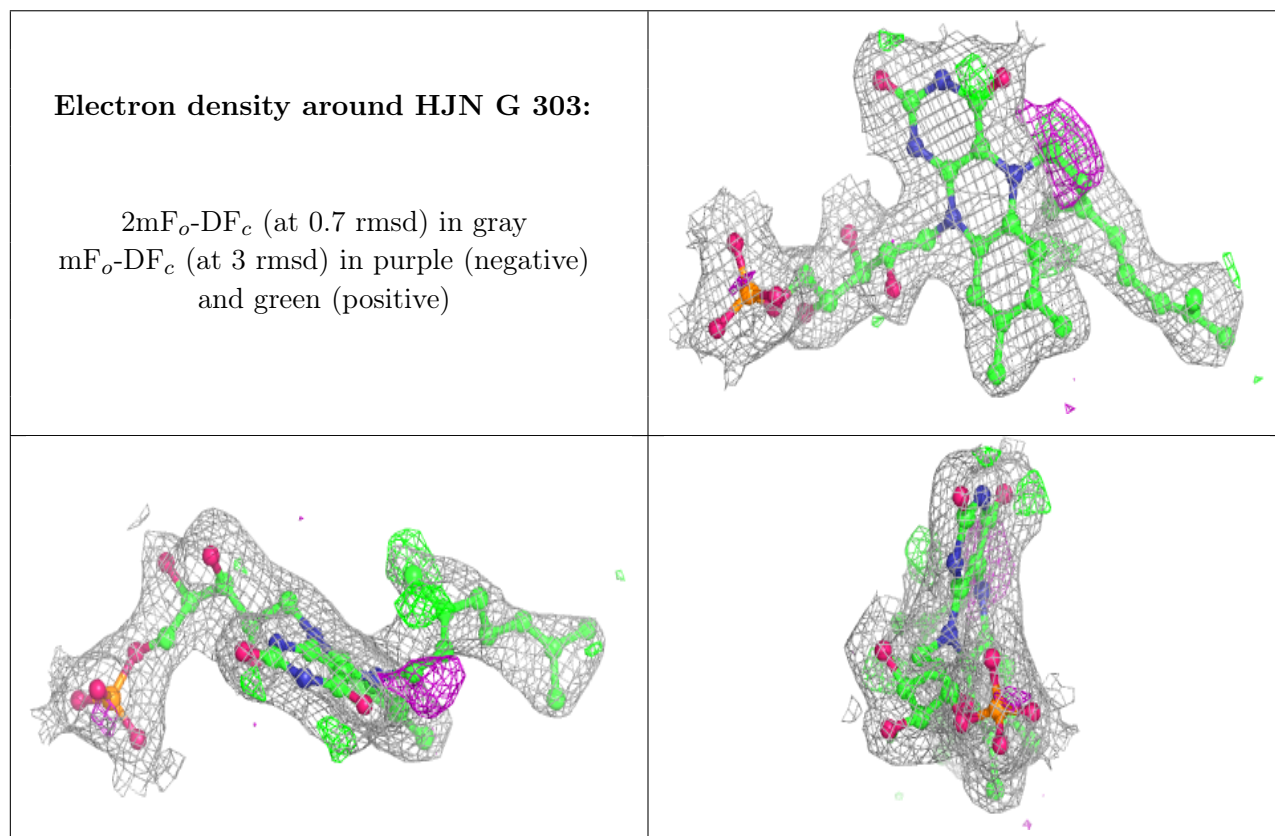 Electron density around HJN G 303:
2mFₒ-DF𝒸 (at 0.7 rmsd) in gray
mFₒ-DF𝒸 (at 3 rmsd) in purple (negative)
and green (positive)